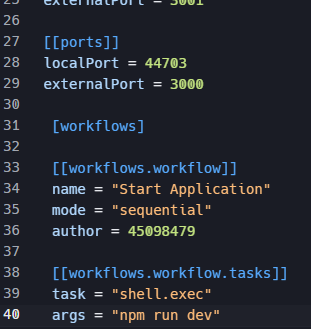 25 externalPort = 3001
26
27 [[ports]]
28 localPort = 44703
29 externalPort = 3000
30
31 [workflows]
32
33 [[workflows.workflow]]
34 name = "Start Application"
35 mode = "sequential"
36 author = 45098479
37
38 [[workflows.workflow.tasks]]
39 task = "shell.exec"
40 args = "npm run dev"